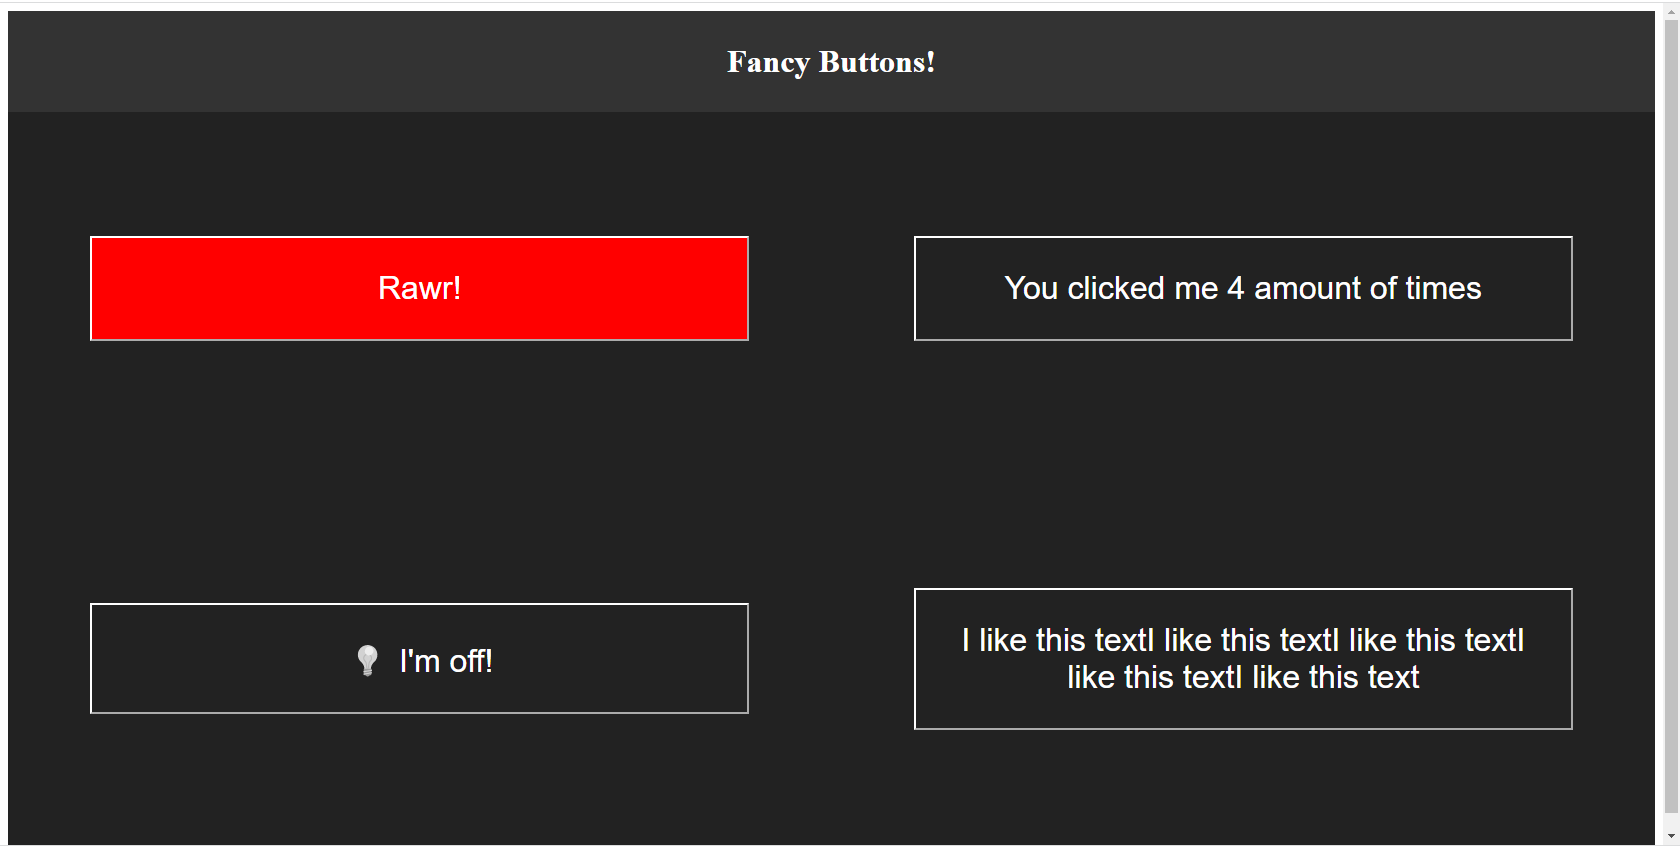 Fancy Buttons!
Rawr!
You clicked me 4 amount of times
I'm off!
I like this textI like this textI like this textI
like this textI like this text